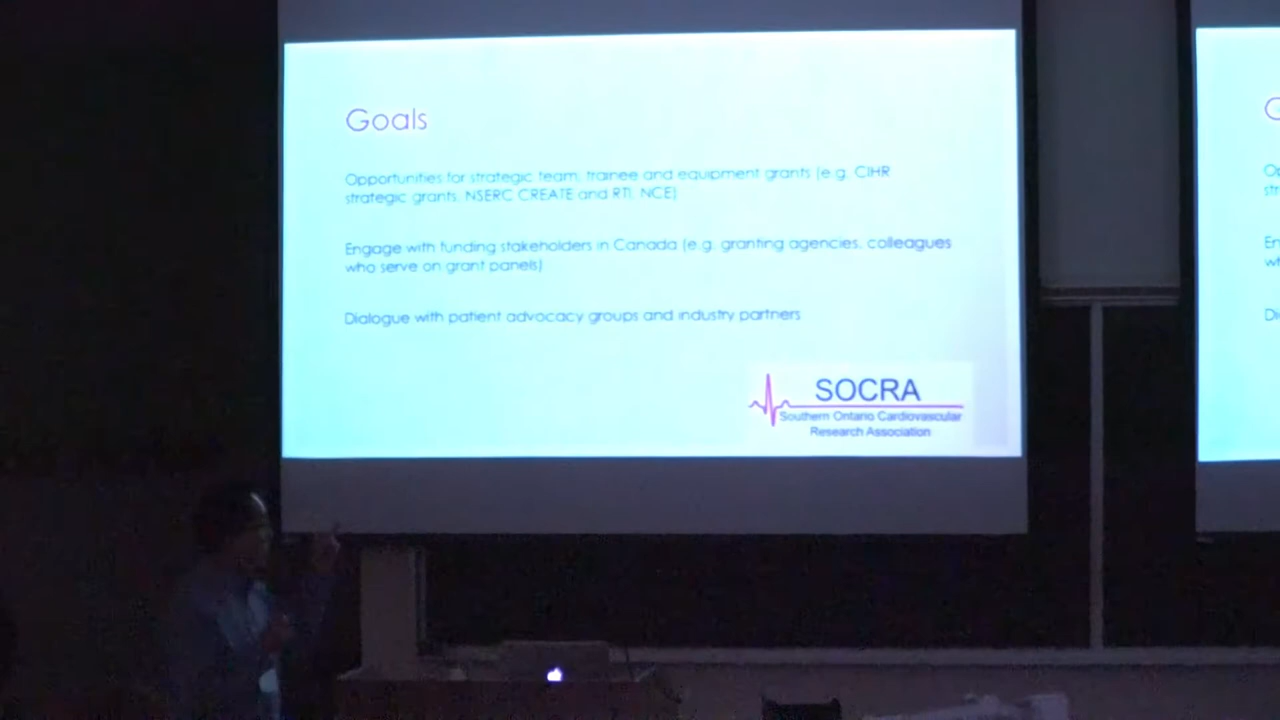 Goals
Opportunities for strategic team, trainee and equipment grants (e.g. CIHR
strategic grants, NSERC CREATE and RTI, NCE)
Engage with funding stakeholders in Canada (e.g. granting agencies, colleagues
who serve on grant panels)
Dialogue with patient advocacy groups and industry partners
SOCRA
Southern Ontario Cardiovascular
Research Association